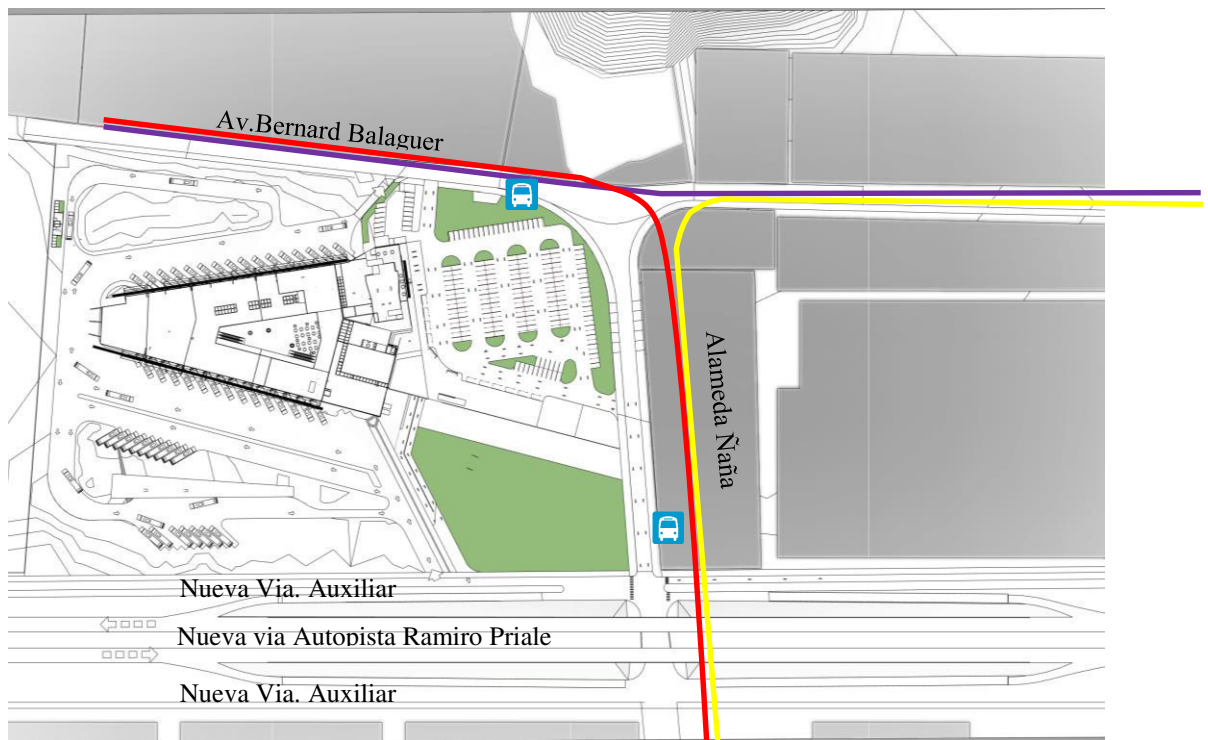 Av.Bernard Balaguer
Alameda Ñaña
Nueva Via. Auxiliar
Nueva via Autopista Ramiro Priale
Nueva Via. Auxiliar